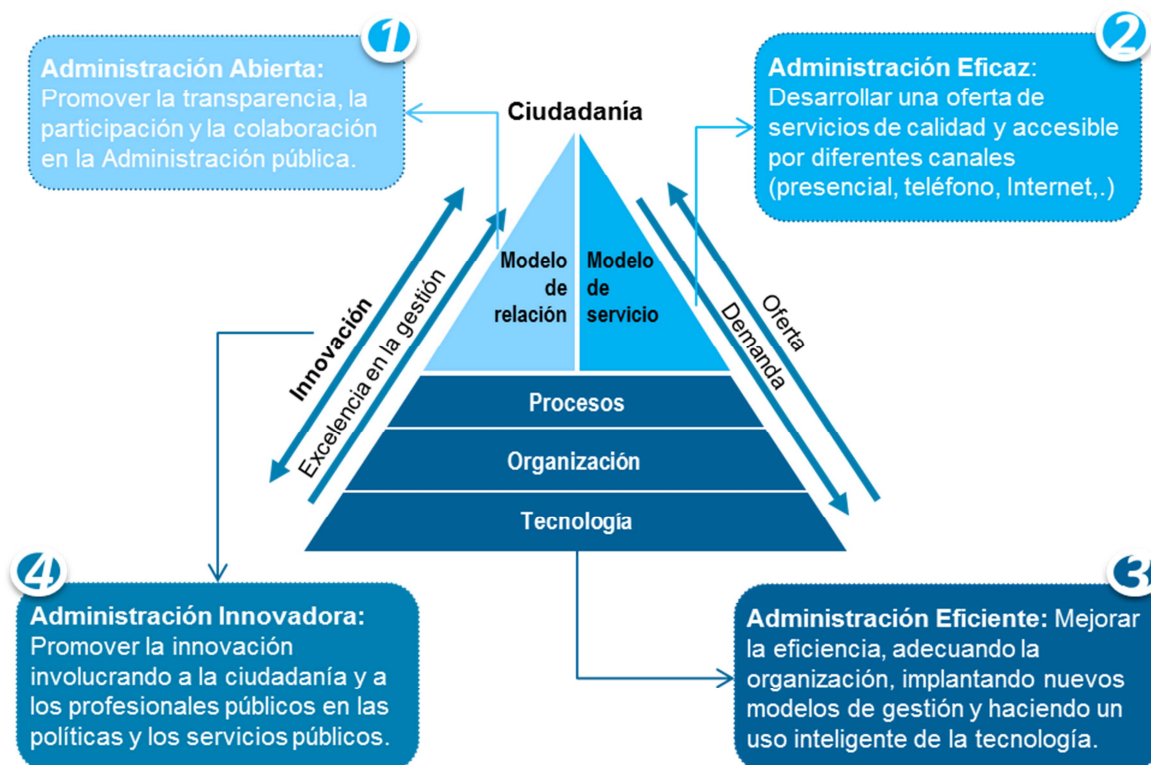 1
Administración Abierta:
Promover la transparencia, la
participación y la colaboración
en la Administración pública.
2
Administración Eficaz:
Desarrollar una oferta de
servicios de calidad y accesible
por diferentes canales
(presencial, teléfono, Internet,.)
Ciudadanía
Modelo
de
relación
Modelo
de
servicio
Innovación
Excelencia en la gestión
Oferta
Demanda
Procesos
Organización
Tecnología
4
Administración Innovadora:
Promover la innovación
involucrando a la ciudadanía y a
los profesionales públicos en las
políticas y los servicios públicos.
3
Administración Eficiente: Mejorar
la eficiencia, adecuando la
organización, implantando nuevos
modelos de gestión y haciendo un
uso inteligente de la tecnología.